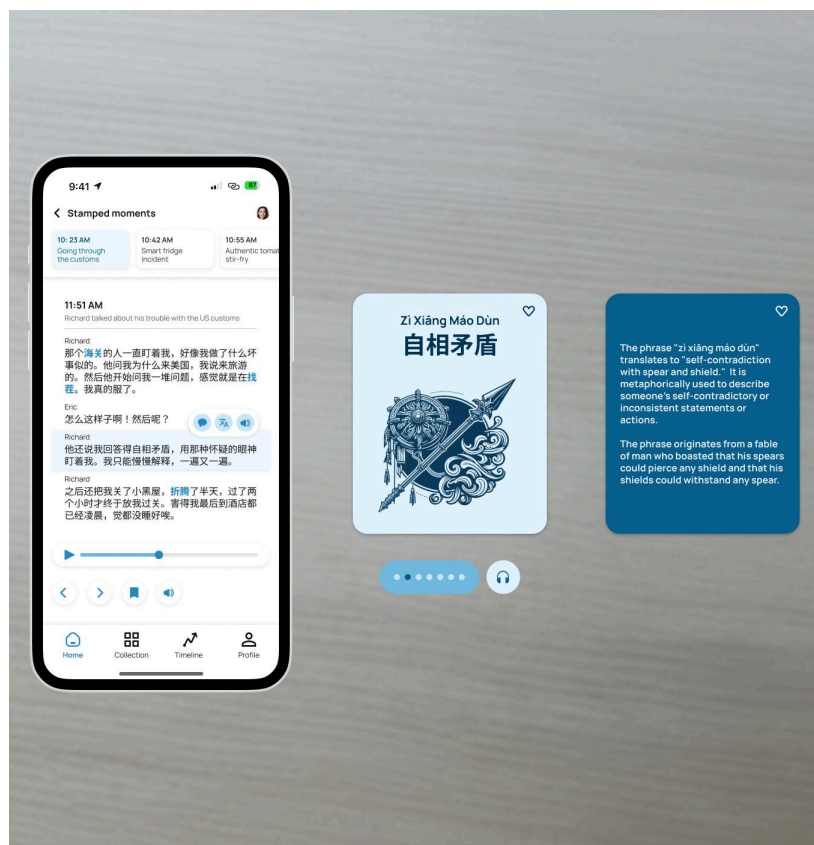 9:41
87
Stamped moments
10: 23 AM
Going through
the customs
10:42 AM
Smart fridge
incident
10:55 AM
Authentic tomat
stir-fry
11:51 AM
Richard talked about his trouble with the US customs
Richard
那个海关的人一直盯着我，好像我做了什么坏
事似的。他问我为什么来美国，我说来旅游
的。然后他开始问我一堆问题，感觉就是在找
茬。我真的服了。
Eric
怎么这样子啊！然后呢？
Richard
他还说我回答得自相矛盾，用那种怀疑的眼神
盯着我。我只能慢慢解释，一遍又一遍。
Richard
之后还把我关了小黑屋，折腾了半天，过了两
个小时才终于放我过关。害得我最后到酒店都
已经凌晨，觉都没睡好唉。
Home
Collection
Timeline
Profile
Zì Xiāng Máo Dùn
自相矛盾
The phrase "zì xiāng máo dùn"
translates to "self-contradiction
with spear and shield." It is
metaphorically used to describe
someone's self-contradictory or
inconsistent statements or
actions.
The phrase originates from a fable
of man who boasted that his spears
could pierce any shield and that his
shields could withstand any spear.